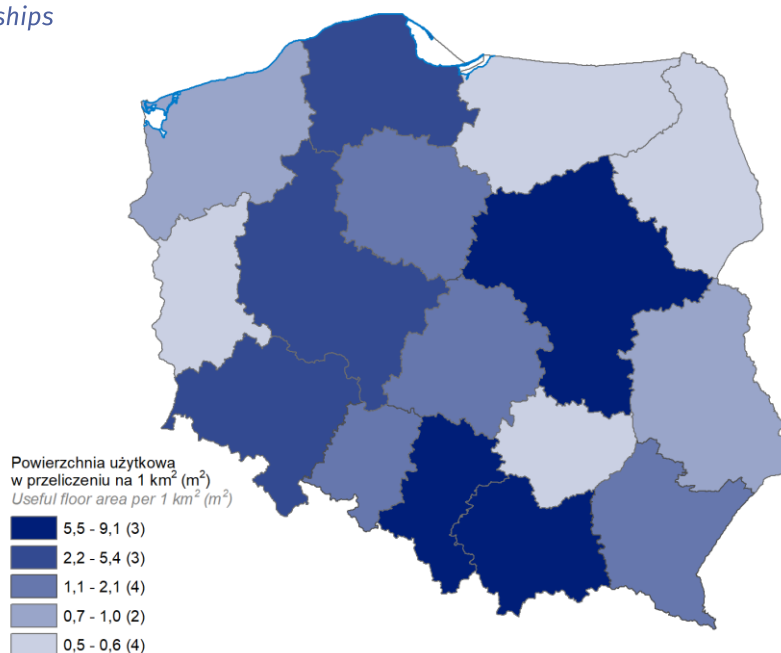 ships
Powierzchnia użytkowa
w przeliczeniu na 1 km² (m²)
Useful floor area per 1 km² (m²)
5,5 - 9,1 (3)
2,2 - 5,4 (3)
1,1 - 2,1 (4)
0,7 - 1,0 (2)
0,5 - 0,6 (4)